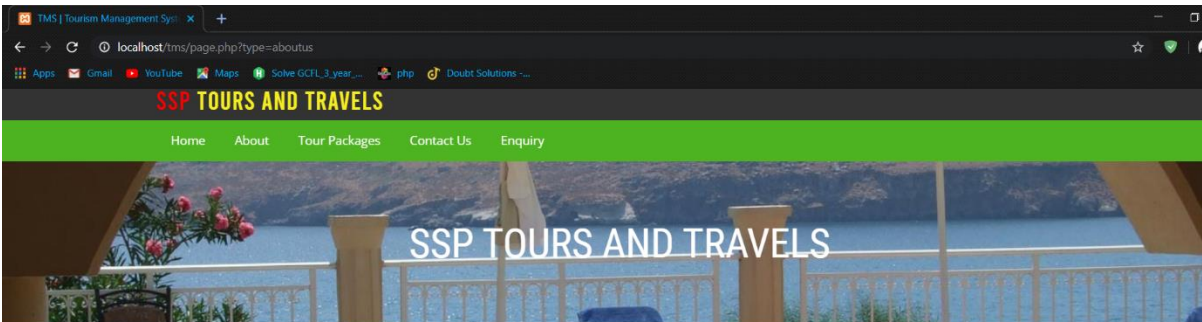 TMS | Tourism Management Syst
localhost/tms/page.php?type=aboutus
Apps Gmail YouTube Maps Solve GCFL_3_year_... php Doubt Solutions -...
SSP TOURS AND TRAVELS
Home About Tour Packages Contact Us Enquiry
SSP TOURS AND TRAVELS